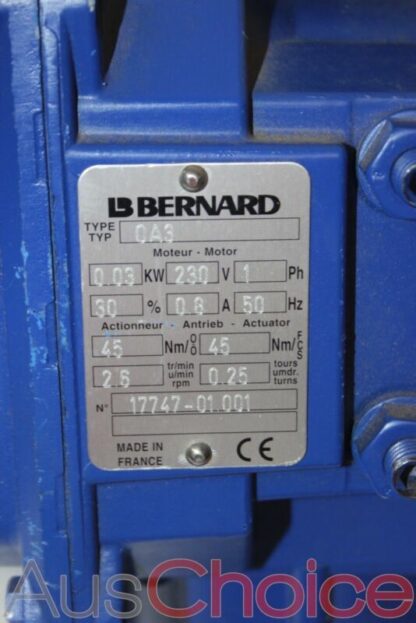 BERNARD
TYPE
TYP OA3
Moteur - Motor
0.03 KW 230 V 1 Ph
30 % 0.6 A 50 Hz
Actionneur - Antrieb - Actuator
45 Nm/O O 45 Nm/F C S
2.6 tr/min u/min rpm 0.25 tours umdr. turns
N° 17747-01.001
MADE IN
FRANCE CE
AusChoice